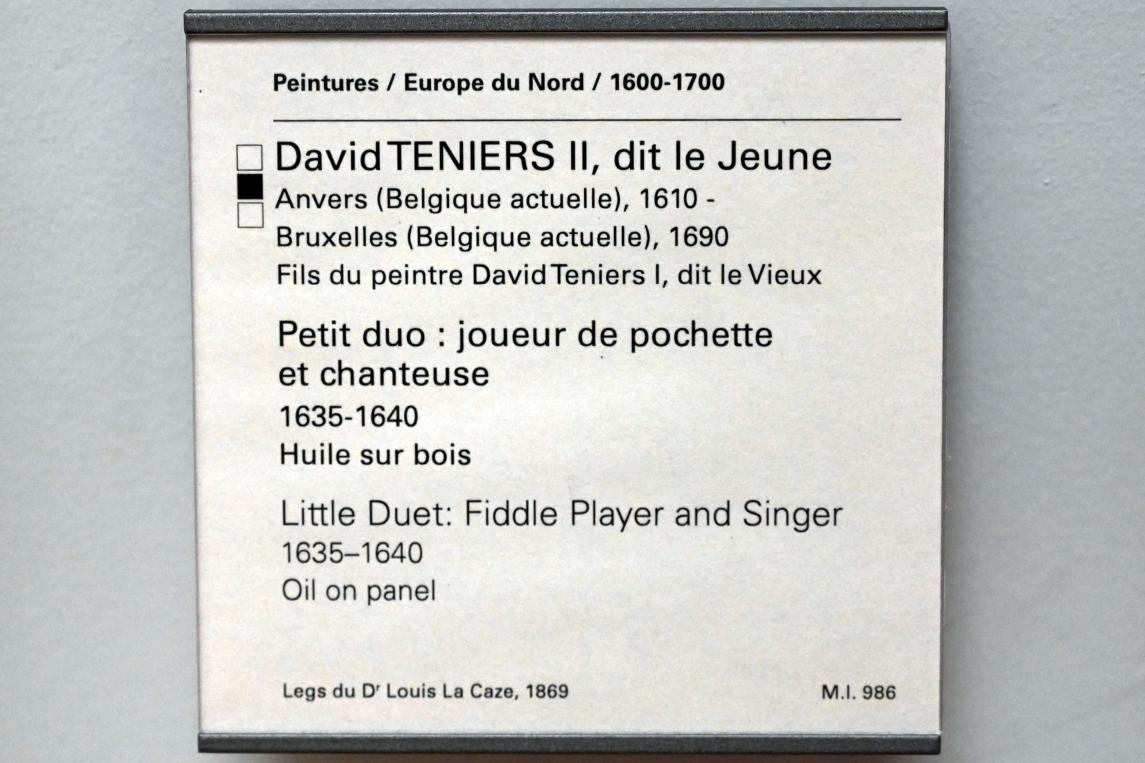 Peintures / Europe du Nord / 1600-1700
David TENIERS II, dit le Jeune
Anvers (Belgique actuelle), 1610 -
Bruxelles (Belgique actuelle), 1690
Fils du peintre David Teniers I, dit le Vieux
Petit duo : joueur de pochette
et chanteuse
1635-1640
Huile sur bois
Little Duet: Fiddle Player and Singer
1635–1640
Oil on panel
Legs du Dʳ Louis La Caze, 1869
M.I. 986